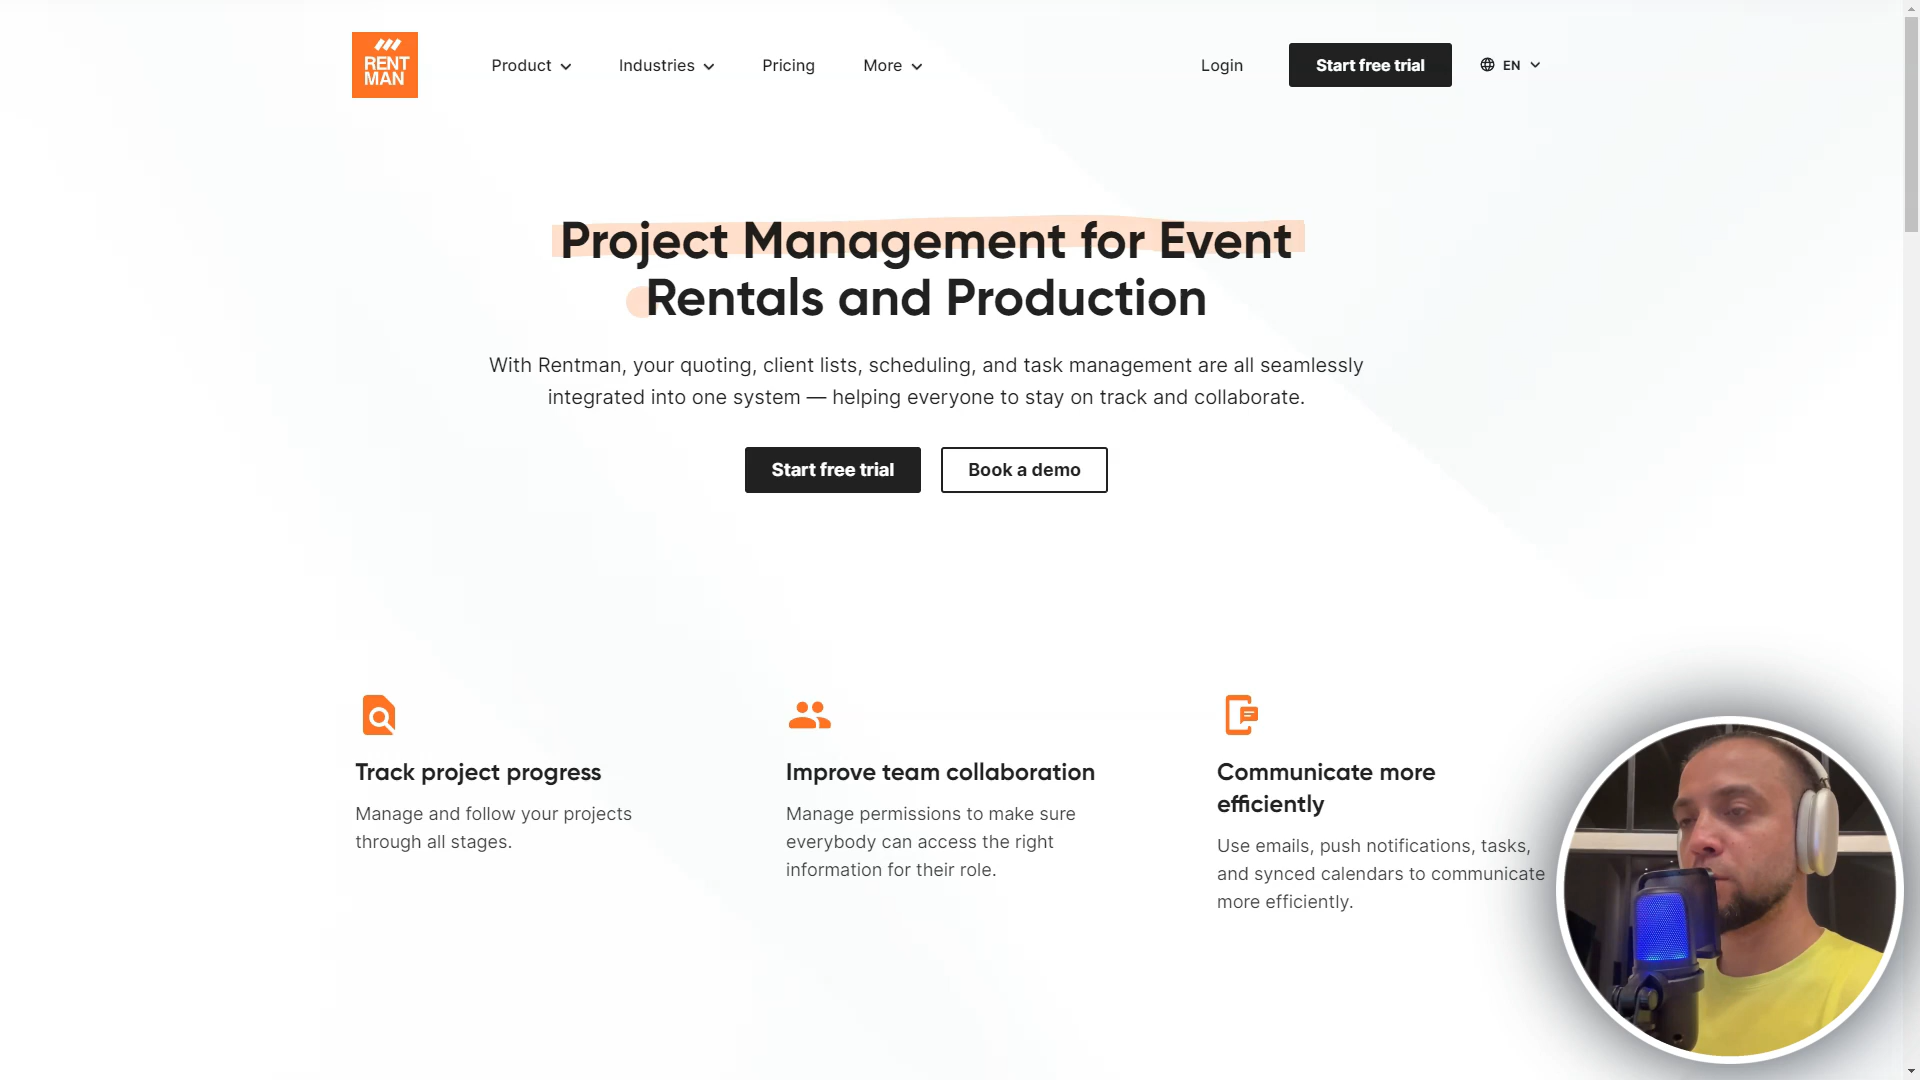 RENT
MAN
Product
Industries
Pricing
More
Login
Start free trial
EN
Project Management for Event
Rentals and Production
With Rentman, your quoting, client lists, scheduling, and task management are all seamlessly
integrated into one system — helping everyone to stay on track and collaborate.
Start free trial
Book a demo
Track project progress
Manage and follow your projects
through all stages.
Improve team collaboration
Manage permissions to make sure
everybody can access the right
information for their role.
Communicate more
efficiently
Use emails, push notifications, tasks,
and synced calendars to communicate
more efficiently.